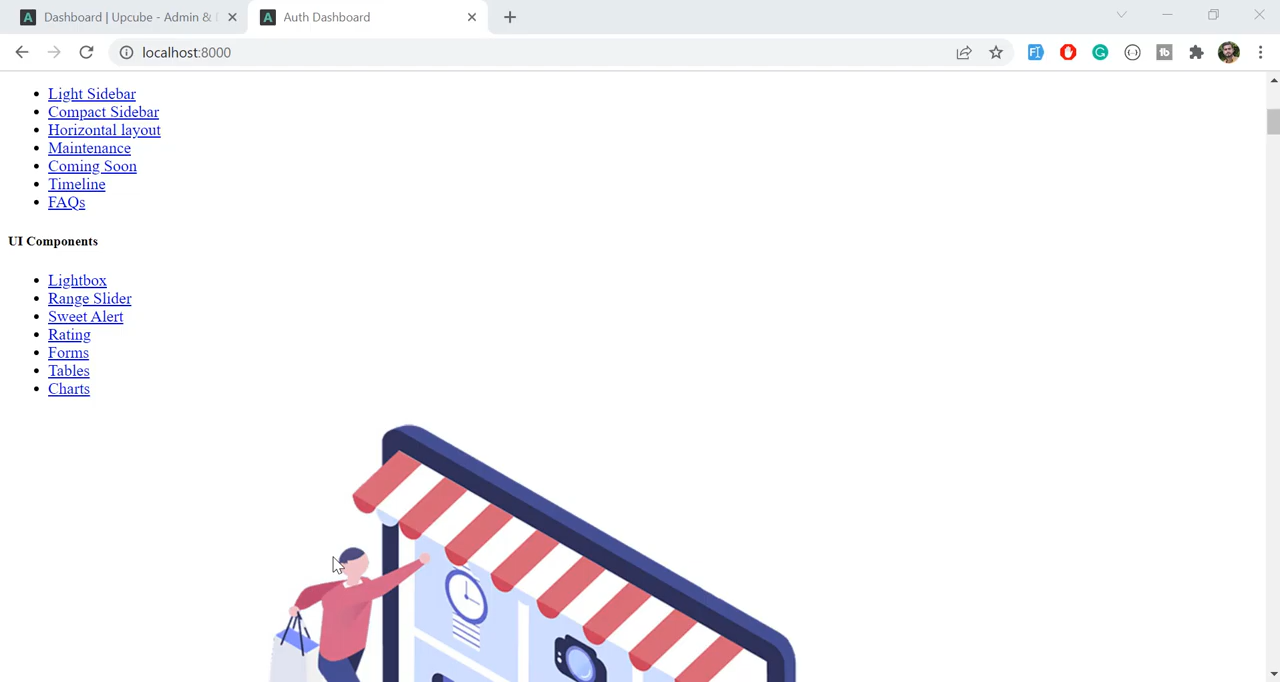 Dashboard | Upcube - Admin &
Auth Dashboard
localhost:8000
Light Sidebar
Compact Sidebar
Horizontal layout
Maintenance
Coming Soon
Timeline
FAQs
UI Components
Lightbox
Range Slider
Sweet Alert
Rating
Forms
Tables
Charts